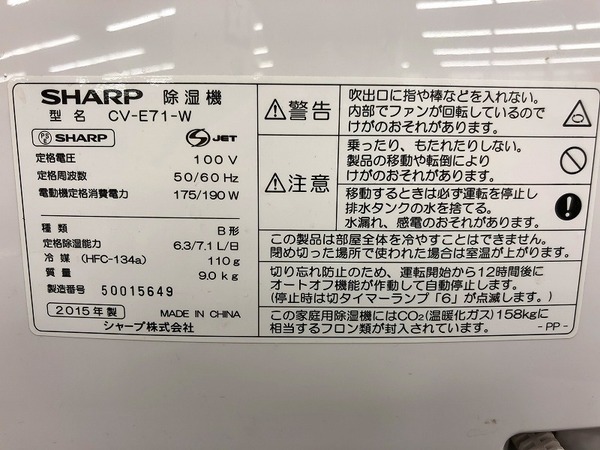 SHARP 除湿機
型名 CV-E71-W
PSE SHARP S JET
定格電圧 100V
定格周波数 50/60Hz
電動機定格消費電力 175/190W
種類 B形
定格除湿能力 6.3/7.1L/日
冷媒(HFC-134a) 110g
質量 9.0kg
製造番号 50015649
2015年製 MADE IN CHINA
シャープ株式会社
警告
吹出口に指や棒などを入れない。
内部でファンが回転しているので
けがのおそれがあります。
注意
乗ったり、もたれたりしない。
製品の移動や転倒により
けがのおそれがあります。
移動するときは必ず運転を停止し
排水タンクの水を捨てる。
水漏れ、感電のおそれがあります。
この製品は部屋全体を冷やすことはできません。
閉め切った場所で使われた場合は室温が上がります。
切り忘れ防止のため、運転開始から12時間後に
オートオフ機能が作動して自動停止します。
(停止時は切タイマーランプ「6」が点滅します。)
この家庭用除湿機にはCO₂(温暖化ガス)158kgに
相当するフロン類が封入されています。
-PP-